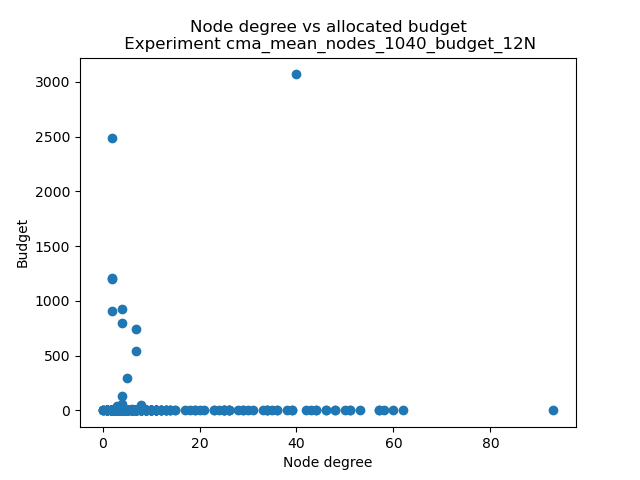 Node degree vs allocated budget
Experiment cma_mean_nodes_1040_budget_12N
3000
2500
2000
1500
1000
500
0
Budget
0 20 40 60 80
Node degree